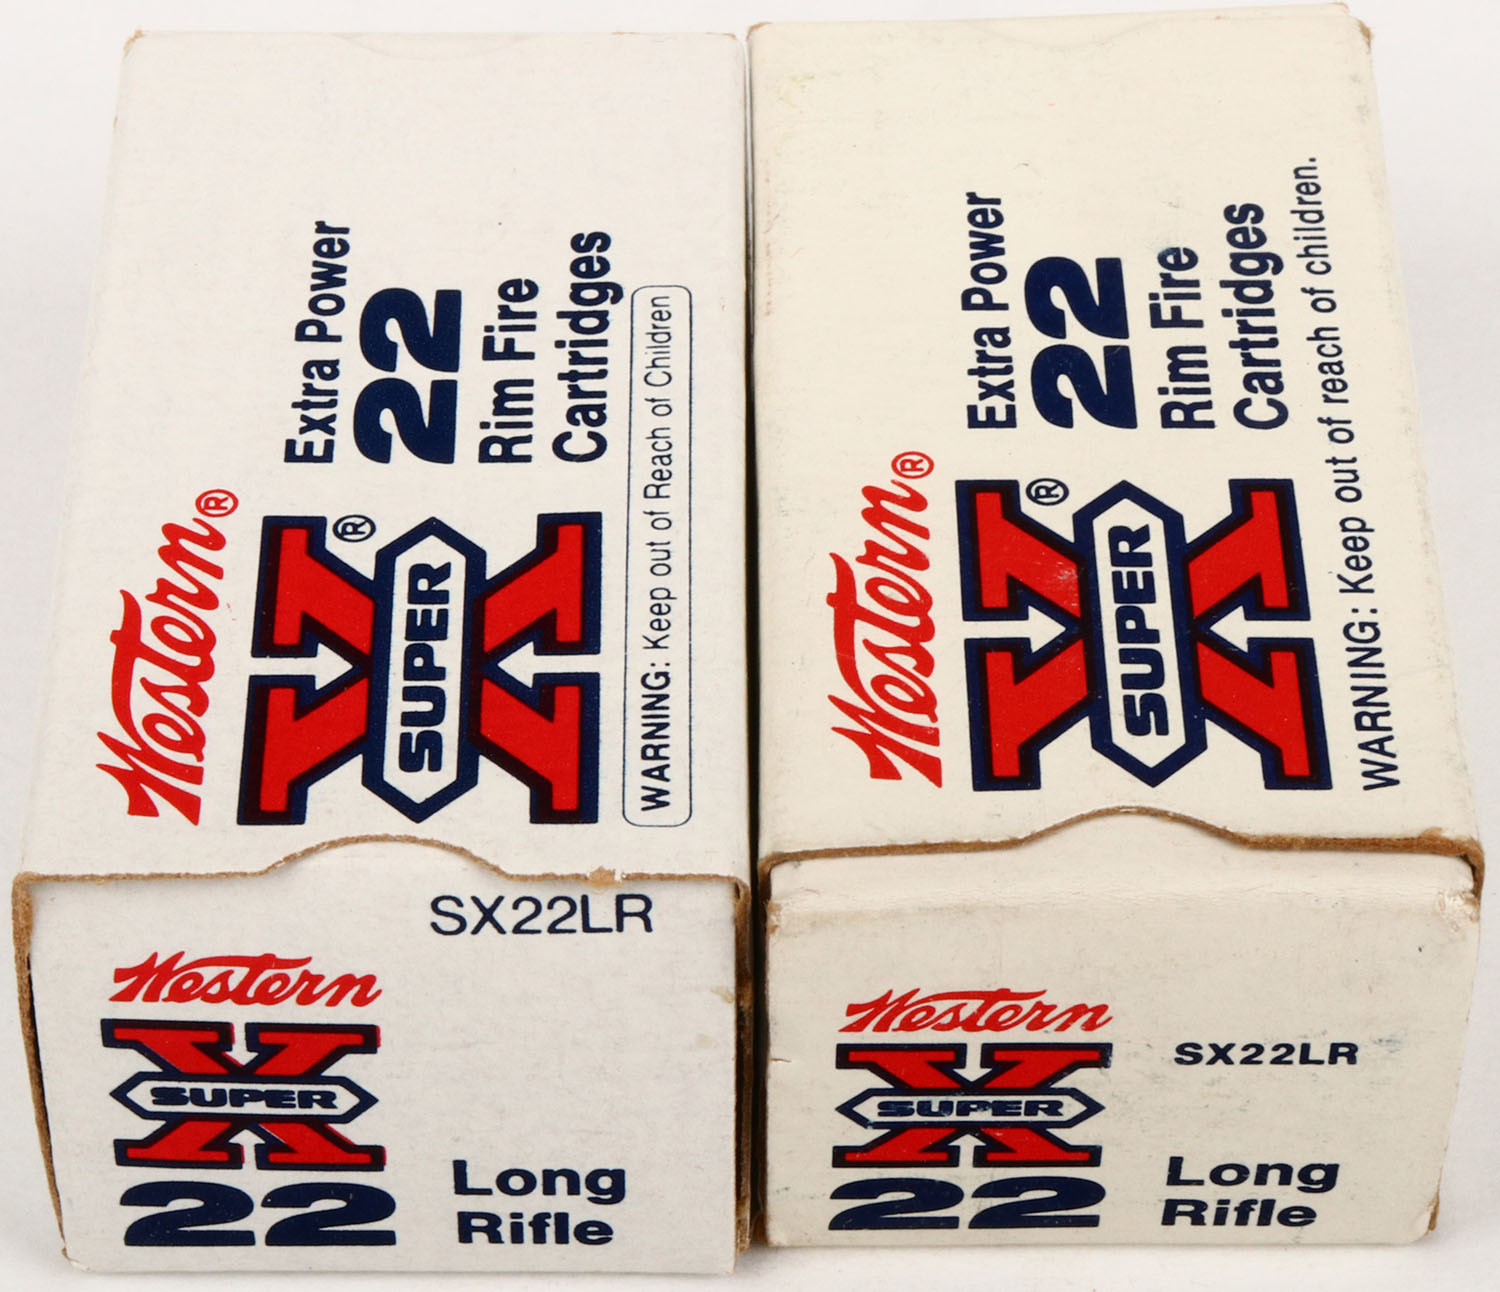 Western®
X®
SUPER
Extra Power
22
Rim Fire
Cartridges
WARNING: Keep out of Reach of Children
SX22LR
Western
X
SUPER
22
Long
Rifle
Western®
X®
SUPER
Extra Power
22
Rim Fire
Cartridges
WARNING: Keep out of reach of children.
Western
X
SUPER
22
SX22LR
Long
Rifle